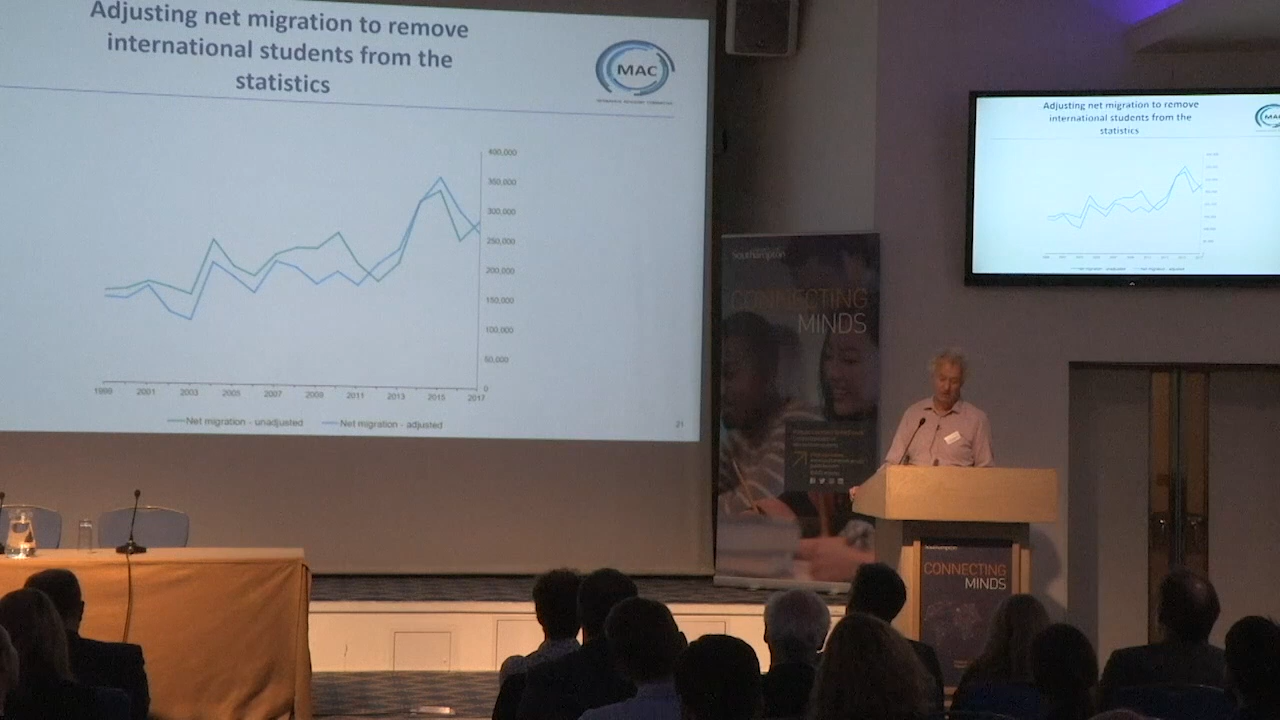 Adjusting net migration to remove
international students from the
statistics
MAC
400,000
350,000
300,000
250,000
200,000
150,000
100,000
50,000
0
1999 2001 2003 2005 2007 2009 2011 2013 2015 2017
Net migration - unadjusted Net migration - adjusted
21
Adjusting net migration to remove
international students from the
statistics
MAC
Southampton
CONNECTING
MINDS
Southampton
CONNECTING
MINDS